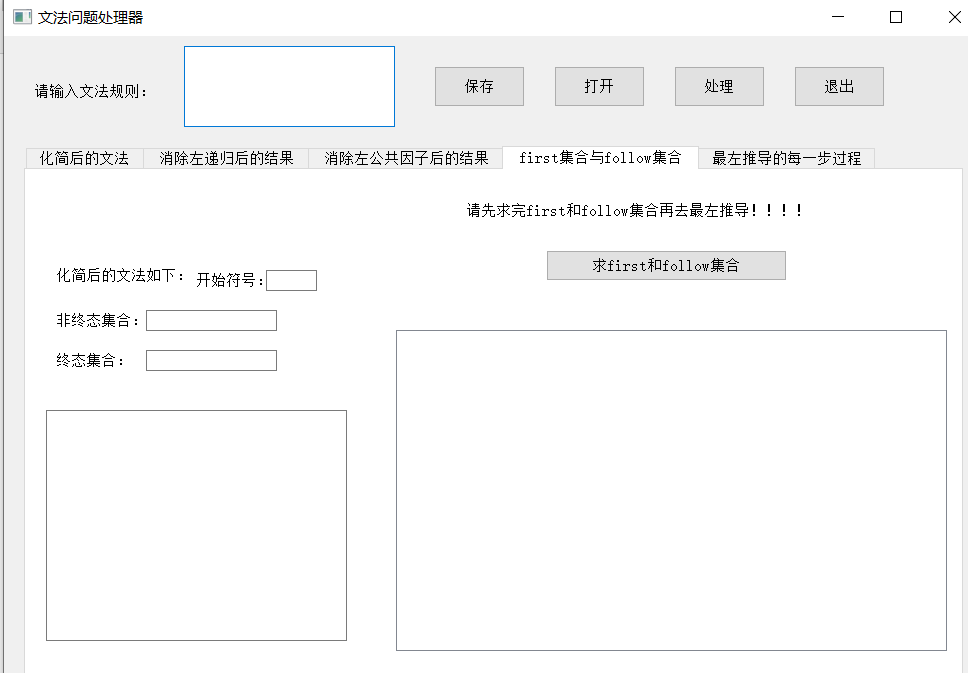 文法问题处理器
请输入文法规则：
保存 打开 处理 退出
化简后的文法 消除左递归后的结果 消除左公共因子后的结果 first集合与follow集合 最左推导的每一步过程
请先求完first和follow集合再去最左推导！！！！
求first和follow集合
化简后的文法如下： 开始符号：
非终态集合：
终态集合：